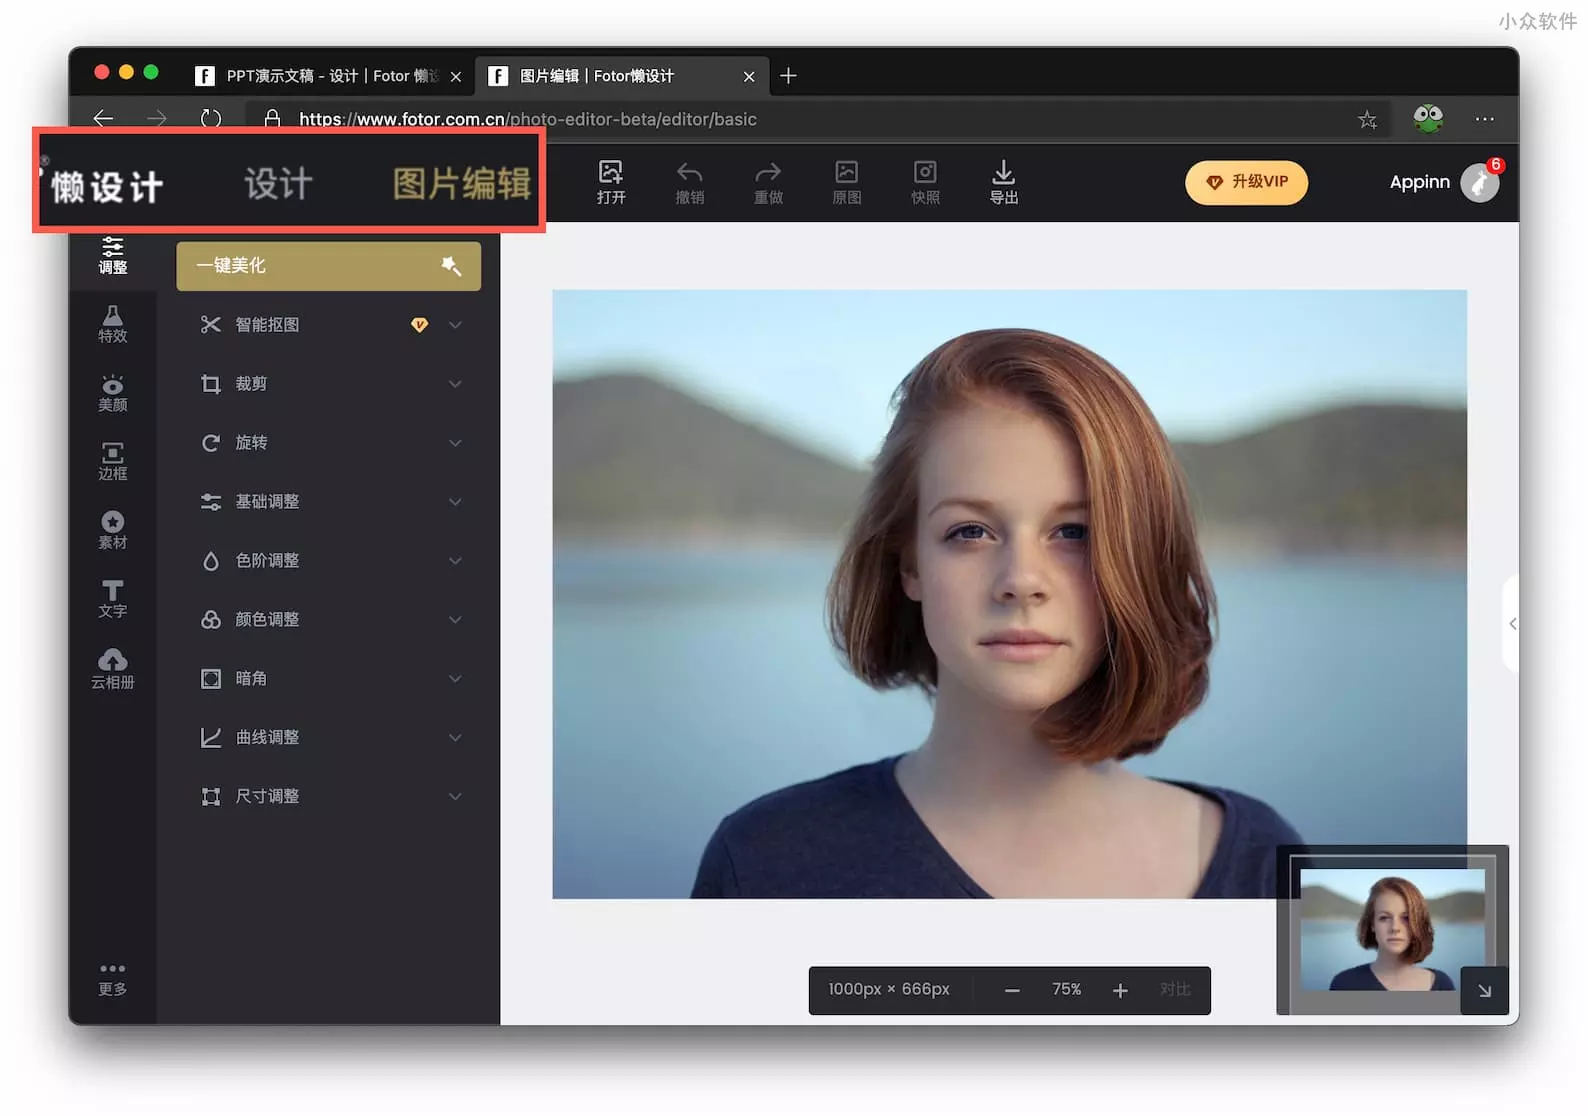 小众软件
PPT演示文稿 - 设计 | Fotor 懒设
图片编辑 | Fotor懒设计
https://www.fotor.com.cn/photo-editor-beta/editor/basic
懒设计 设计 图片编辑
打开 撤销 重做 原图 快照 导出
升级VIP
Appinn
6
调整
特效
美颜
边框
素材
文字
云相册
更多
一键美化
智能抠图
裁剪
旋转
基础调整
色阶调整
颜色调整
暗角
曲线调整
尺寸调整
1000px × 666px
75%
对比